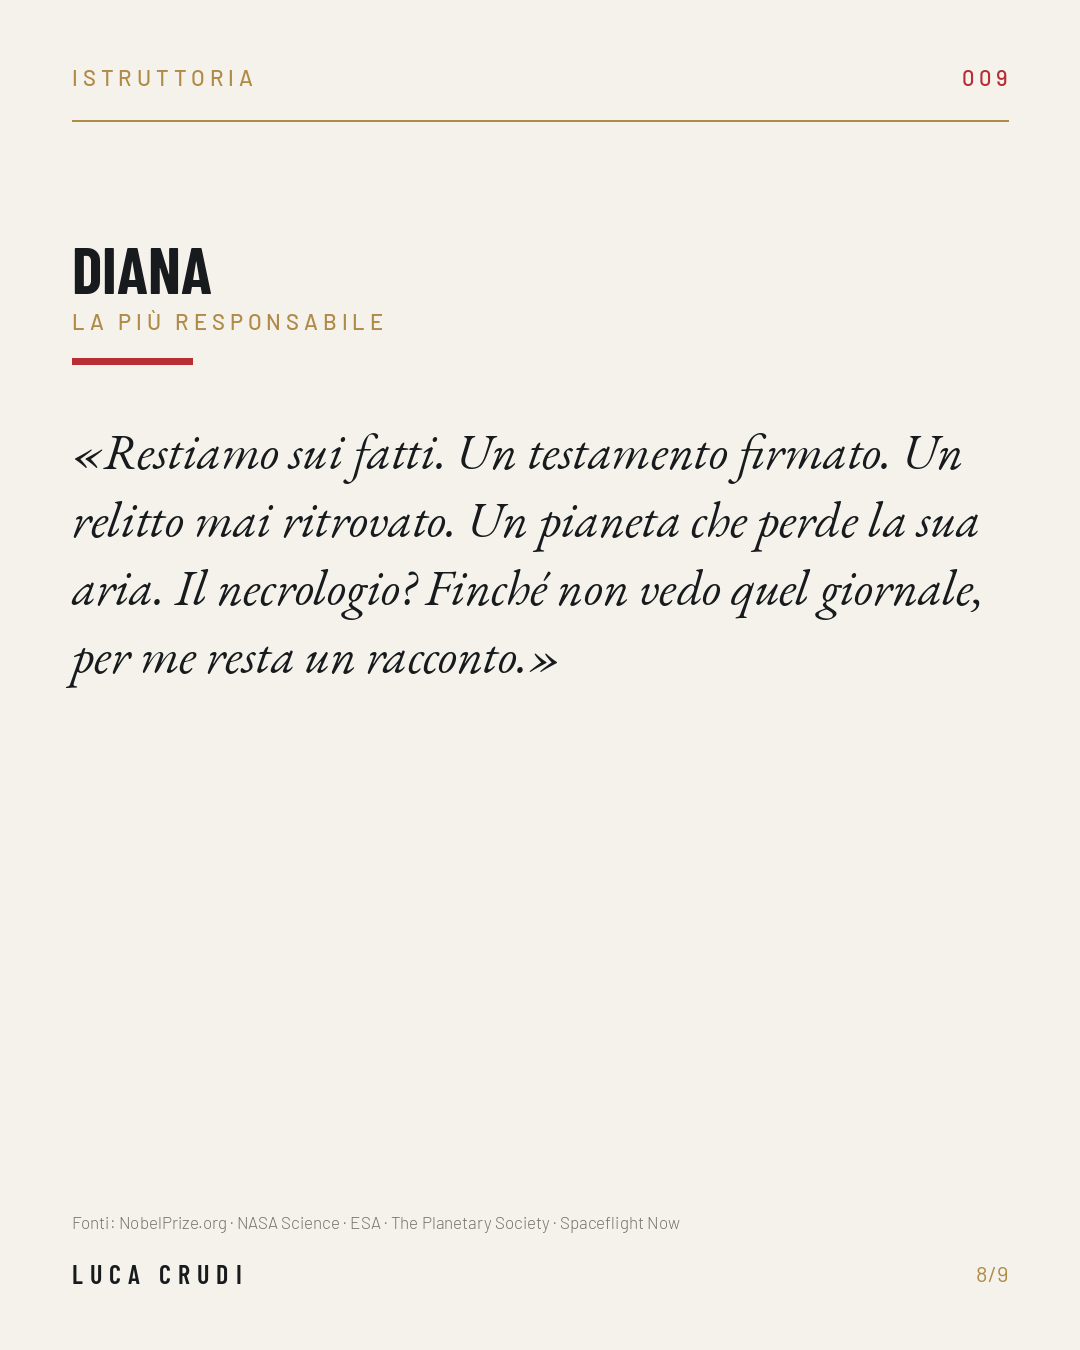 ISTRUTTORIA
009
DIANA
LA PIÙ RESPONSABILE
«Restiamo sui fatti. Un testamento firmato. Un
relitto mai ritrovato. Un pianeta che perde la sua
aria. Il necrologio? Finché non vedo quel giornale,
per me resta un racconto.»
Fonti: NobelPrize.org · NASA Science · ESA · The Planetary Society · Spaceflight Now
LUCA CRUDI
8/9